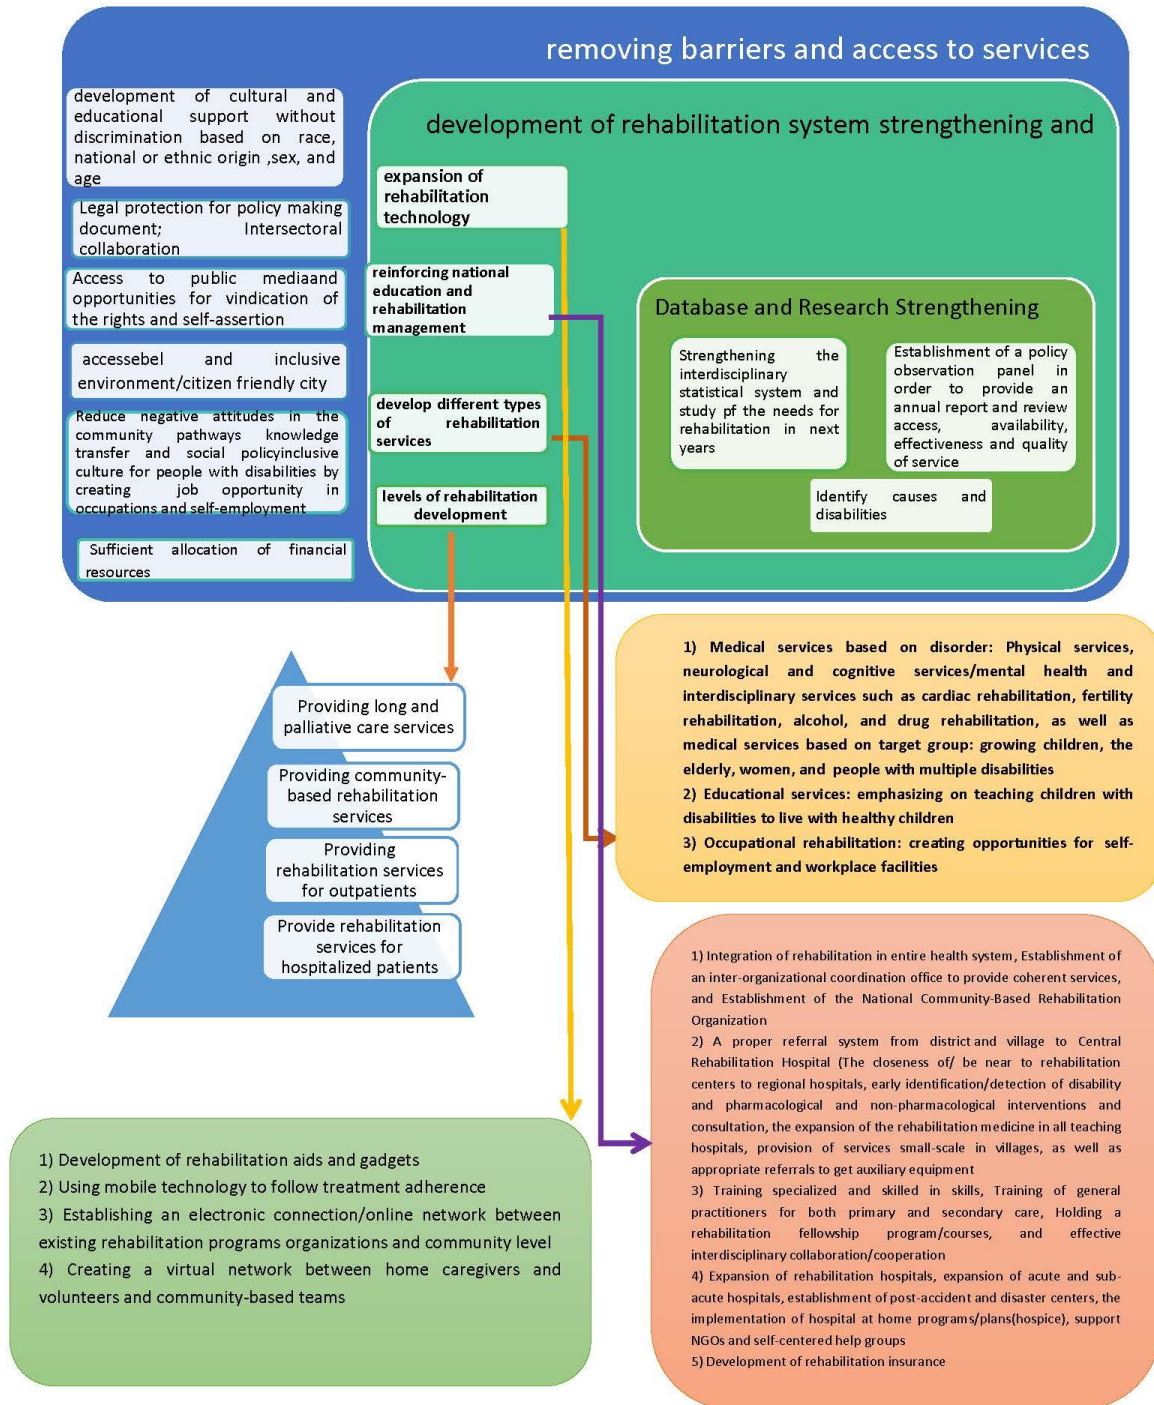 removing barriers and access to services
development of cultural and
educational support without
discrimination based on race,
national or ethnic origin ,sex, and
age
Legal protection for policy making
document; Intersectoral
collaboration
Access to public mediaand
opportunities for vindication of
the rights and self-assertion
accessebel and inclusive
environment/citizen friendly city
Reduce negative attitudes in the
community pathways knowledge
transfer and social policyinclusive
culture for people with disabilities by
creating job opportunity in
occupations and self-employment
Sufficient allocation of financial
resources
development of rehabilitation system strengthening and
expansion of
rehabilitation
technology
reinforcing national
education and
rehabilitation
management
develop different types
of rehabilitation
services
levels of rehabilitation
development
Database and Research Strengthening
Strengthening the
interdisciplinary
statistical system and
study pf the needs for
rehabilitation in next
years
Establishment of a policy
observation panel in
order to provide an
annual report and review
access, availability,
effectiveness and quality
of service
Identify causes and
disabilities
Providing long and
palliative care services
Providing community-
based rehabilitation
services
Providing
rehabilitation services
for outpatients
Provide rehabilitation
services for
hospitalized patients
1) Medical services based on disorder: Physical services,
neurological and cognitive services/mental health and
interdisciplinary services such as cardiac rehabilitation, fertility
rehabilitation, alcohol, and drug rehabilitation, as well as
medical services based on target group: growing children, the
elderly, women, and people with multiple disabilities
2) Educational services: emphasizing on teaching children with
disabilities to live with healthy children
3) Occupational rehabilitation: creating opportunities for self-
employment and workplace facilities
1) Integration of rehabilitation in entire health system, Establishment of
an inter-organizational coordination office to provide coherent services,
and Establishment of the National Community-Based Rehabilitation
Organization
2) A proper referral system from district and village to Central
Rehabilitation Hospital (The closeness of/ be near to rehabilitation
centers to regional hospitals, early identification/detection of disability
and pharmacological and non-pharmacological interventions and
consultation, the expansion of the rehabilitation medicine in all teaching
hospitals, provision of services small-scale in villages, as well as
appropriate referrals to get auxiliary equipment
3) Training specialized and skilled in skills, Training of general
practitioners for both primary and secondary care, Holding a
rehabilitation fellowship program/courses, and effective
interdisciplinary collaboration/cooperation
4) Expansion of rehabilitation hospitals, expansion of acute and sub-
acute hospitals, establishment of post-accident and disaster centers, the
implementation of hospital at home programs/plans(hospice), support
NGOs and self-centered help groups
5) Development of rehabilitation insurance
1) Development of rehabilitation aids and gadgets
2) Using mobile technology to follow treatment adherence
3) Establishing an electronic connection/online network between
existing rehabilitation programs organizations and community level
4) Creating a virtual network between home caregivers and
volunteers and community-based teams